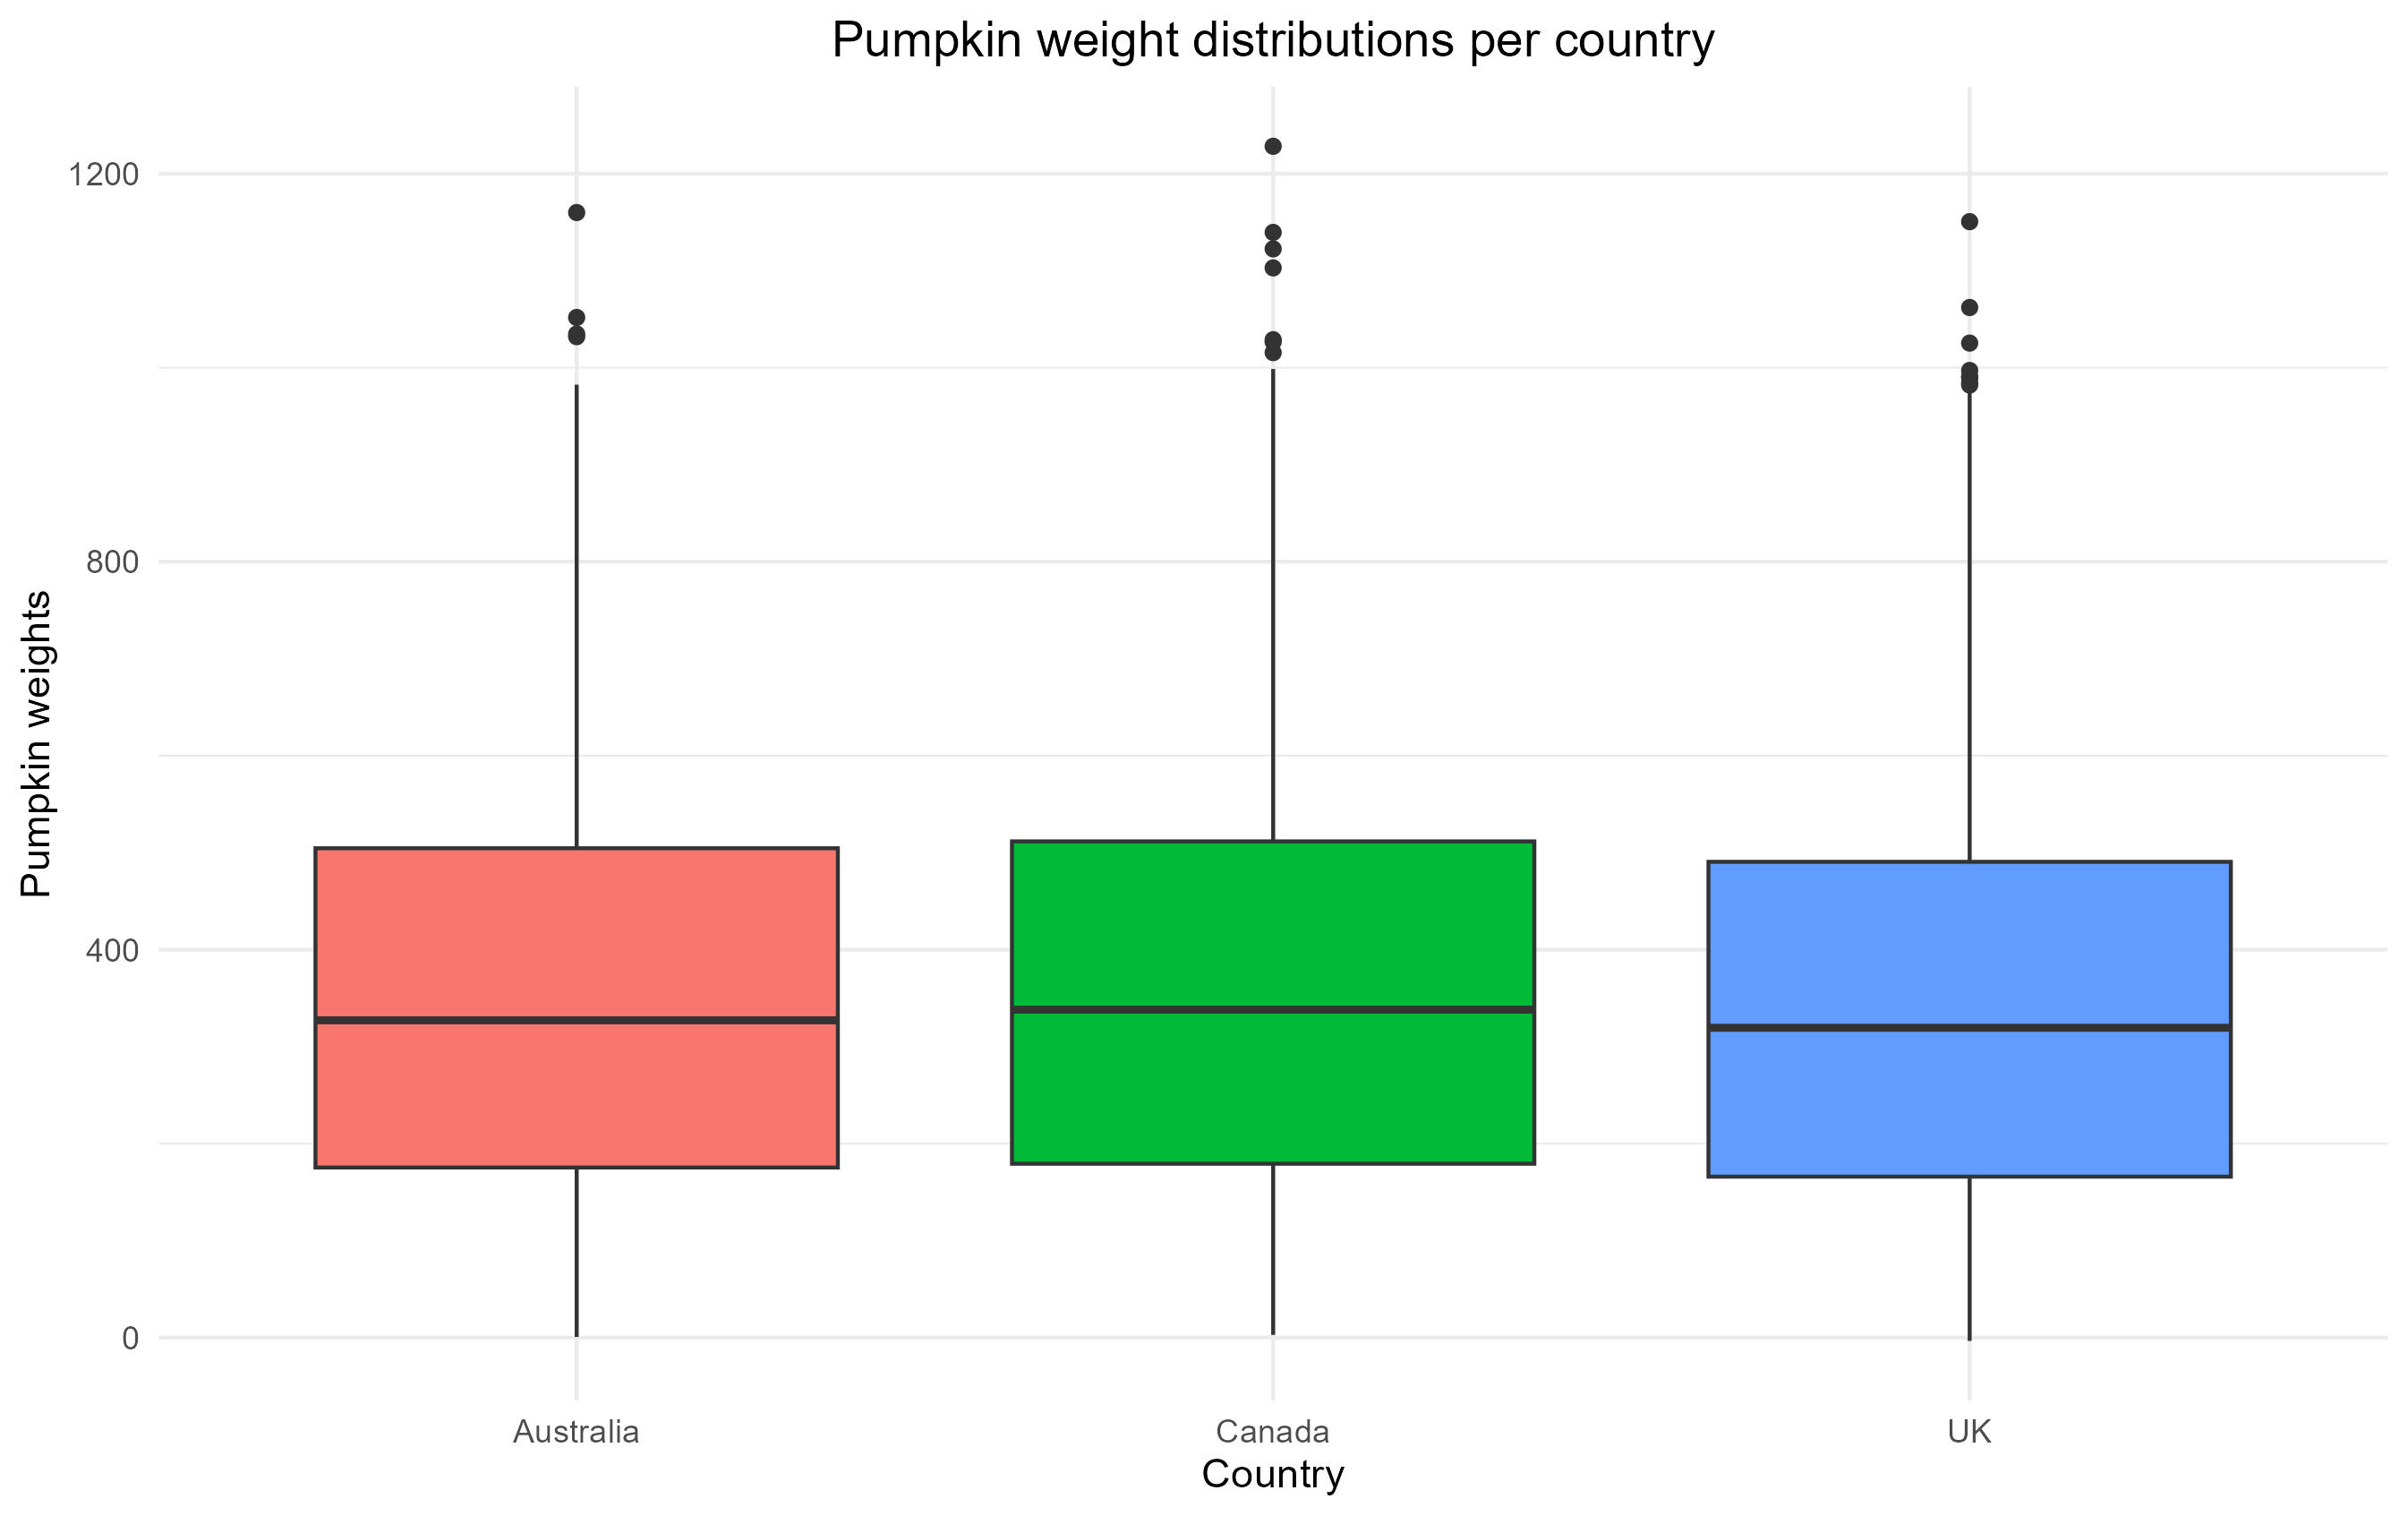 Pumpkin weight distributions per country
Pumpkin weights
1200
800
400
0
Australia
Canada
UK
Country